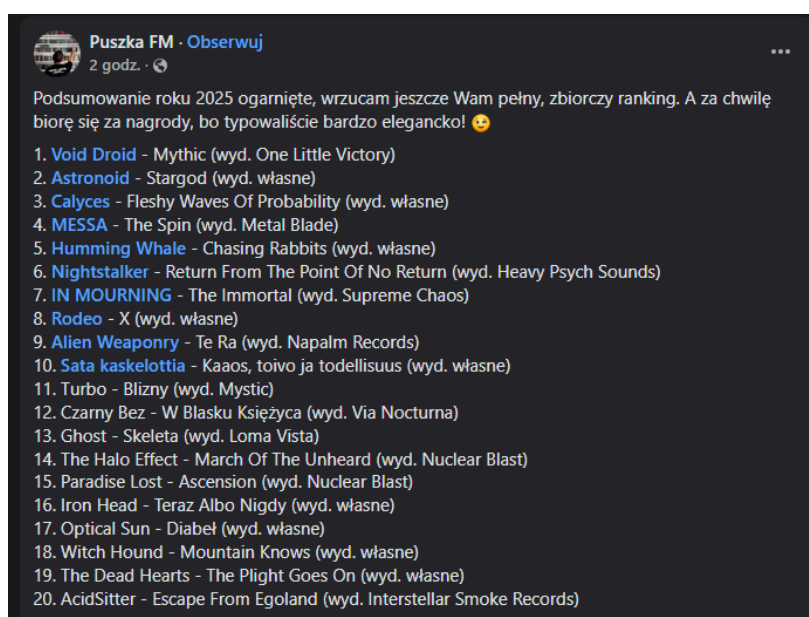 Puszka FM · Obserwuj
2 godz. ·
Podsumowanie roku 2025 ogarnięte, wrzucam jeszcze Wam pełny, zbiorczy ranking. A za chwilę
biorę się za nagrody, bo typowaliście bardzo elegancko! 😉
1. Void Droid - Mythic (wyd. One Little Victory)
2. Astronoid - Stargod (wyd. własne)
3. Calyces - Fleshy Waves Of Probability (wyd. własne)
4. MESSA - The Spin (wyd. Metal Blade)
5. Humming Whale - Chasing Rabbits (wyd. własne)
6. Nightstalker - Return From The Point Of No Return (wyd. Heavy Psych Sounds)
7. IN MOURNING - The Immortal (wyd. Supreme Chaos)
8. Rodeo - X (wyd. własne)
9. Alien Weaponry - Te Ra (wyd. Napalm Records)
10. Sata kaskelottia - Kaaos, toivo ja todellisuus (wyd. własne)
11. Turbo - Blizny (wyd. Mystic)
12. Czarny Bez - W Blasku Księżyca (wyd. Via Nocturna)
13. Ghost - Skeleta (wyd. Loma Vista)
14. The Halo Effect - March Of The Unheard (wyd. Nuclear Blast)
15. Paradise Lost - Ascension (wyd. Nuclear Blast)
16. Iron Head - Teraz Albo Nigdy (wyd. własne)
17. Optical Sun - Diabeł (wyd. własne)
18. Witch Hound - Mountain Knows (wyd. własne)
19. The Dead Hearts - The Plight Goes On (wyd. własne)
20. AcidSitter - Escape From Egoland (wyd. Interstellar Smoke Records)